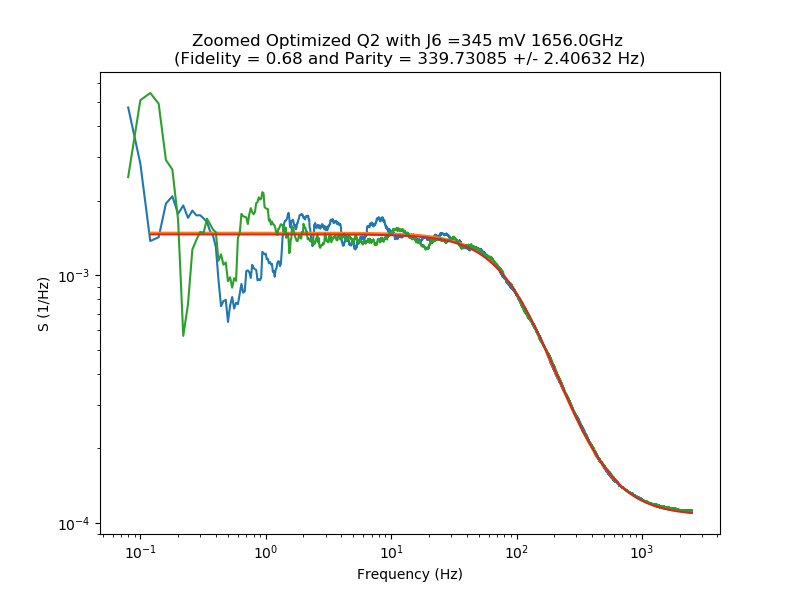 Zoomed Optimized Q2 with J6 =345 mV 1656.0GHz
(Fidelity = 0.68 and Parity = 339.73085 +/- 2.40632 Hz)
S (1/Hz)
10⁻³
10⁻⁴
10⁻¹ 10⁰ 10¹ 10² 10³
Frequency (Hz)